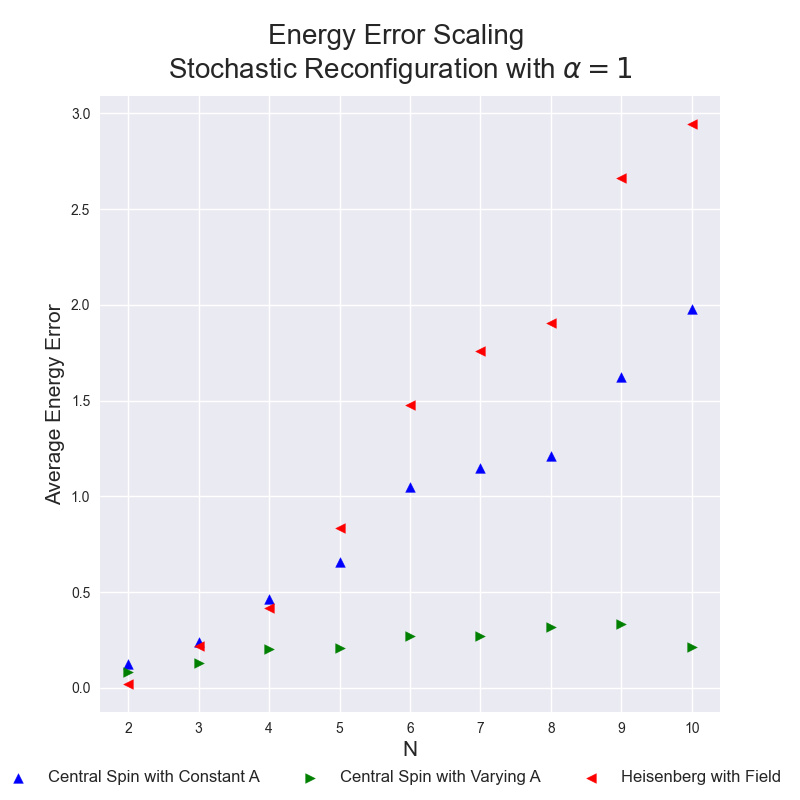 Energy Error Scaling
Stochastic Reconfiguration with α = 1
3.0
2.5
2.0
1.5
1.0
0.5
0.0
Average Energy Error
2 3 4 5 6 7 8 9 10
N
Central Spin with Constant A Central Spin with Varying A Heisenberg with Field